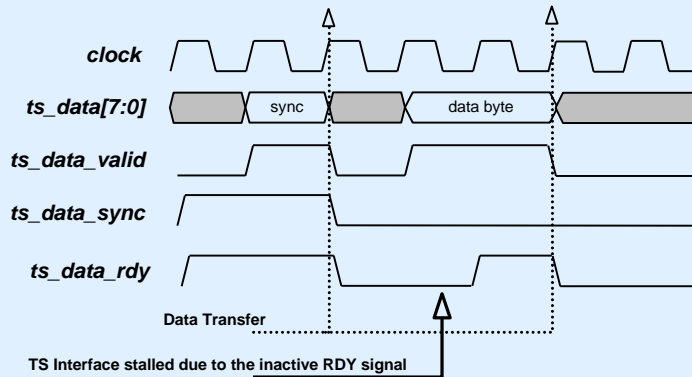 clock
ts_data[7:0]
sync
data byte
ts_data_valid
ts_data_sync
ts_data_rdy
Data Transfer
TS Interface stalled due to the inactive RDY signal